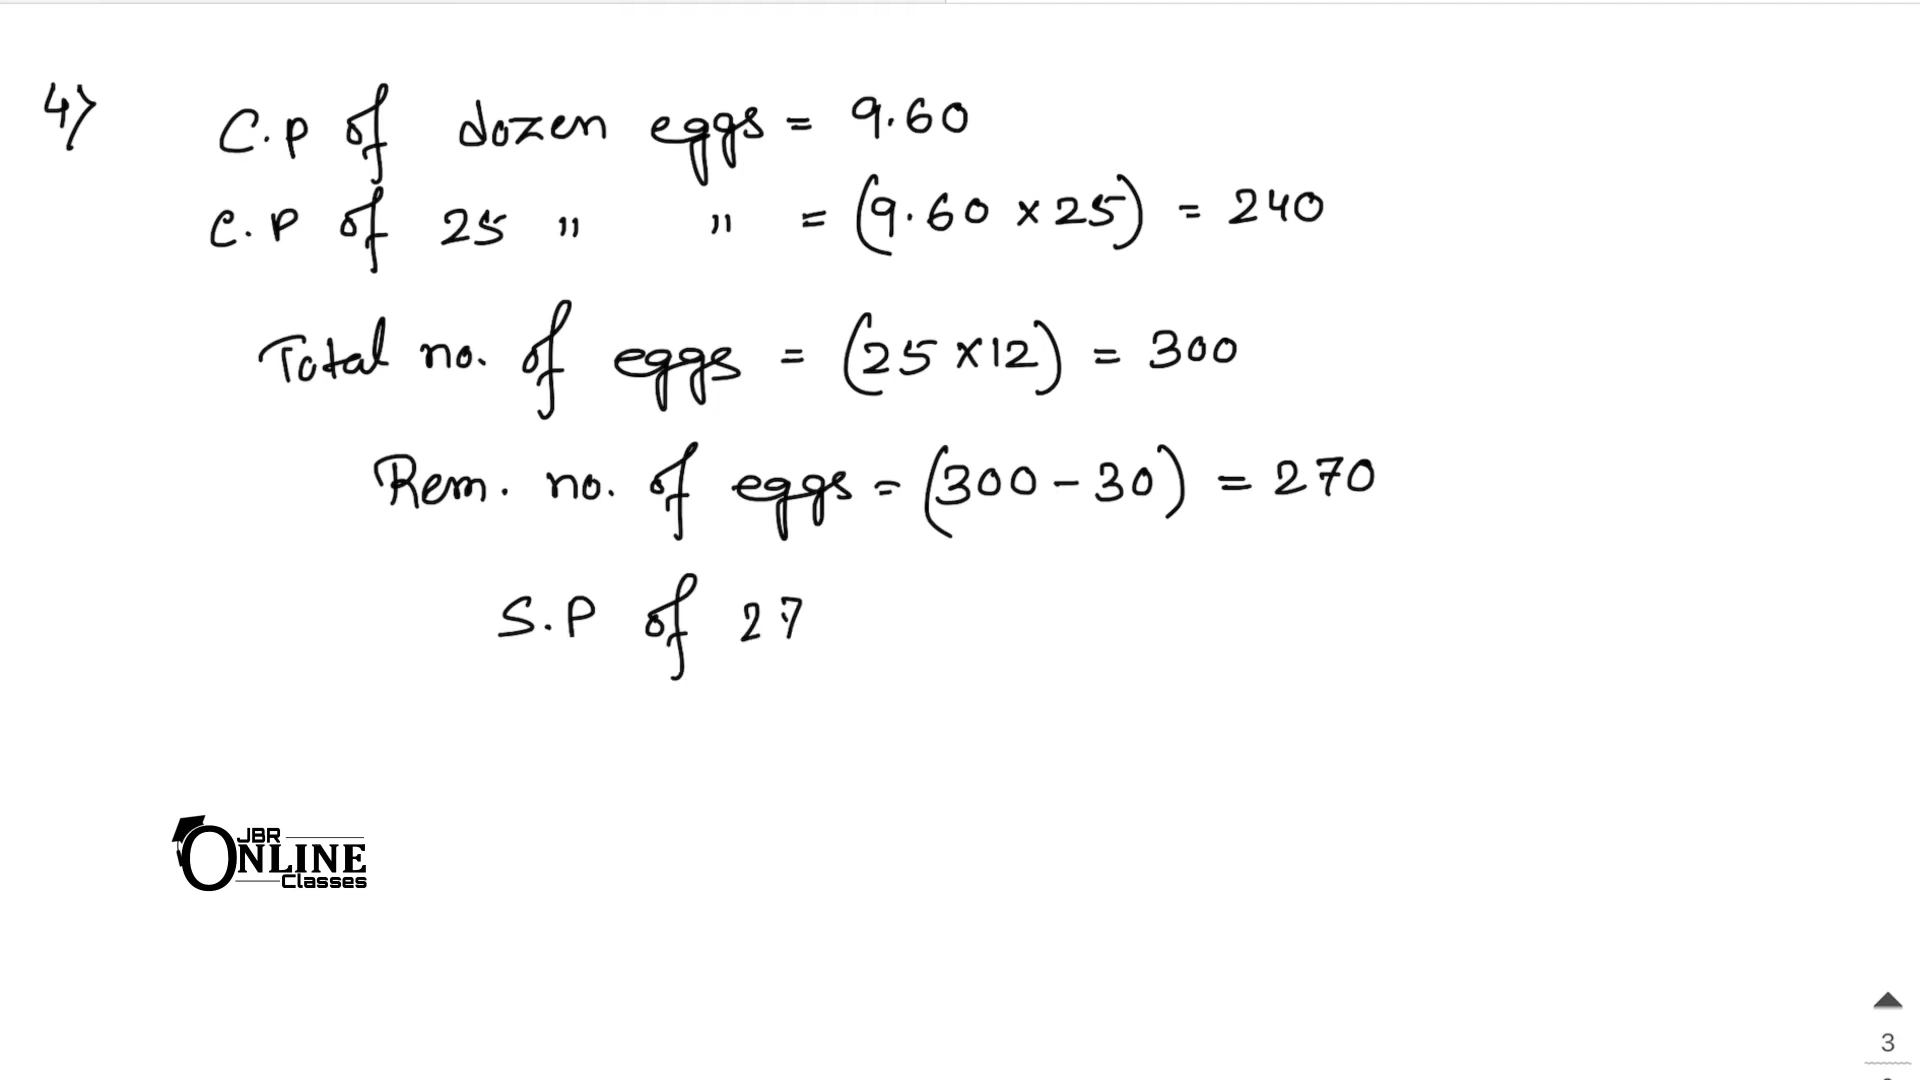 4) C.P of dozen eggs = 9.60
C.P of 25 " " = (9.60 × 25) = 240
Total no. of eggs = (25 × 12) = 300
Rem. no. of eggs = (300 - 30) = 270
S.P of 27
JBR
ONLINE
Classes
3